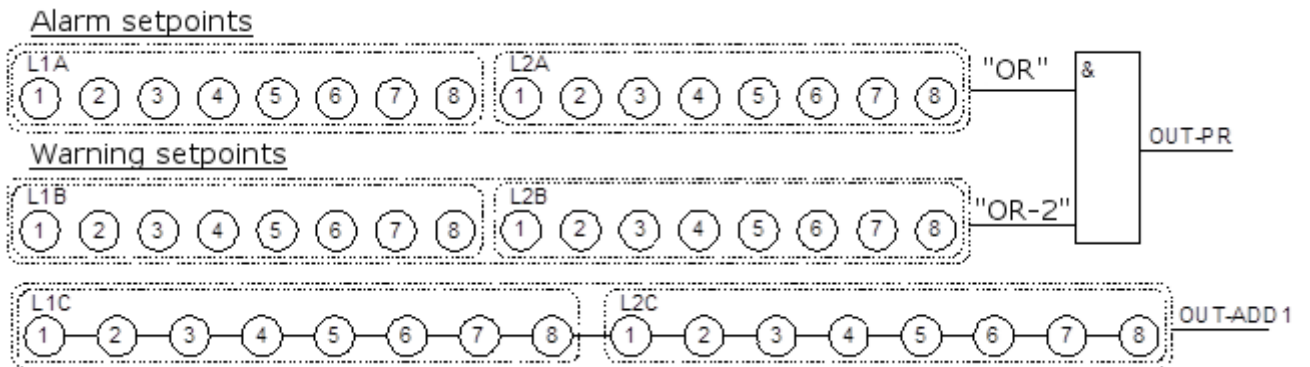 Alarm setpoints
L1A L2A "OR" &
1 2 3 4 5 6 7 8 1 2 3 4 5 6 7 8
OUT-PR
Warning setpoints
L1B L2B "OR-2"
1 2 3 4 5 6 7 8 1 2 3 4 5 6 7 8
L1C L2C OUT-ADD1
1 2 3 4 5 6 7 8 1 2 3 4 5 6 7 8